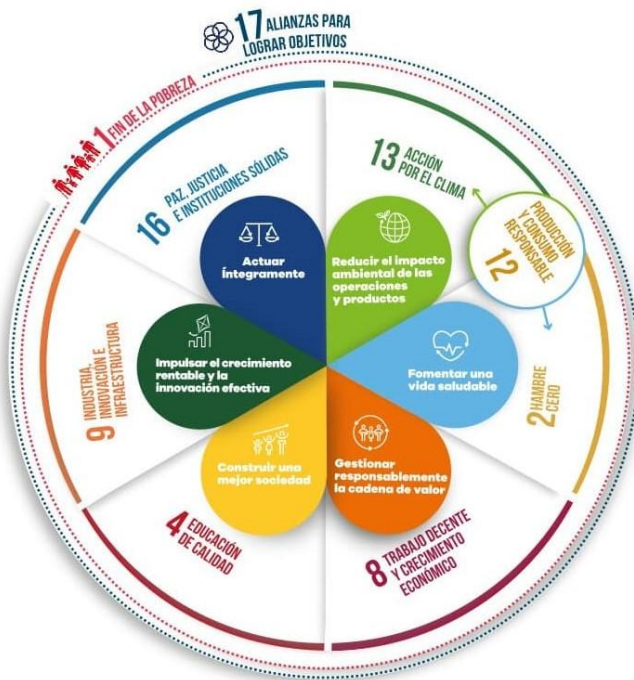 17 ALIANZAS PARA
LOGRAR OBJETIVOS
1 FIN DE LA POBREZA
16 PAZ, JUSTICIA
E INSTITUCIONES SÓLIDAS
13 ACCIÓN
POR EL CLIMA
PRODUCCIÓN
Y CONSUMO
RESPONSABLE
12
Actuar
Íntegramente
Reducir el impacto
ambiental de las
operaciones
y productos
9 INDUSTRIA,
INNOVACIÓN E
INFRAESTRUCTURA
Impulsar el crecimiento
rentable y la
innovación efectiva
Fomentar una
vida saludable
2 HAMBRE
CERO
Construir una
mejor sociedad
Gestionar
responsablemente
la cadena de valor
4 EDUCACIÓN
DE CALIDAD
8 TRABAJO DECENTE
Y CRECIMIENTO
ECONÓMICO